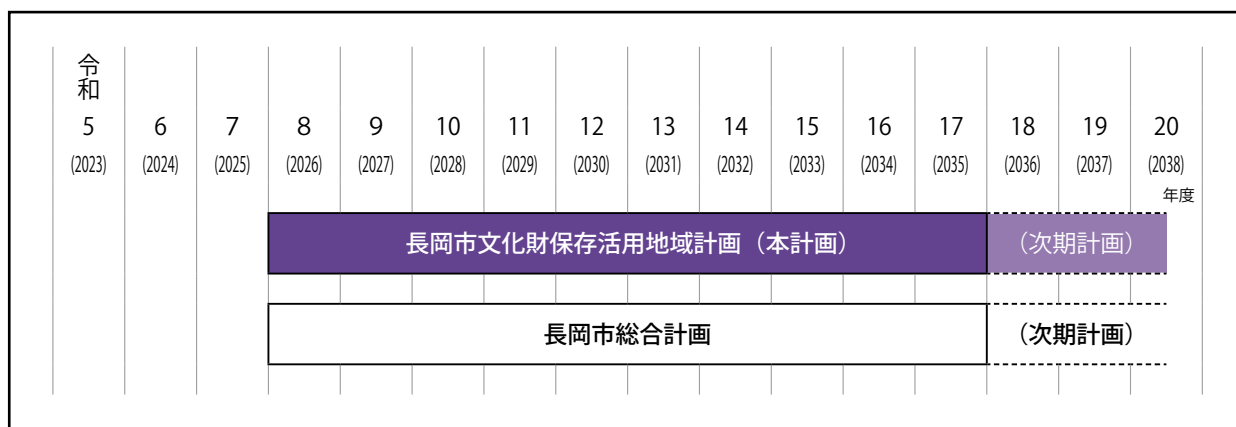 令和
5 6 7 8 9 10 11 12 13 14 15 16 17 18 19 20
(2023) (2024) (2025) (2026) (2027) (2028) (2029) (2030) (2031) (2032) (2033) (2034) (2035) (2036) (2037) (2038)
年度
長岡市文化財保存活用地域計画（本計画） （次期計画）
長岡市総合計画 （次期計画）